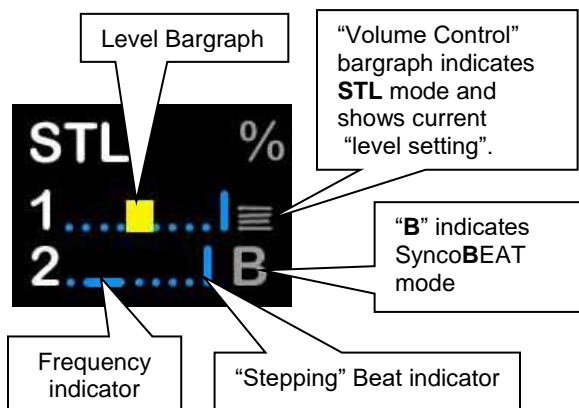 Level Bargraph
“Volume Control”
bargraph indicates
STL mode and
shows current
“level setting”.
STL %
1
2 B
“B” indicates
SyncoBEAT
mode
Frequency
indicator
“Stepping” Beat indicator